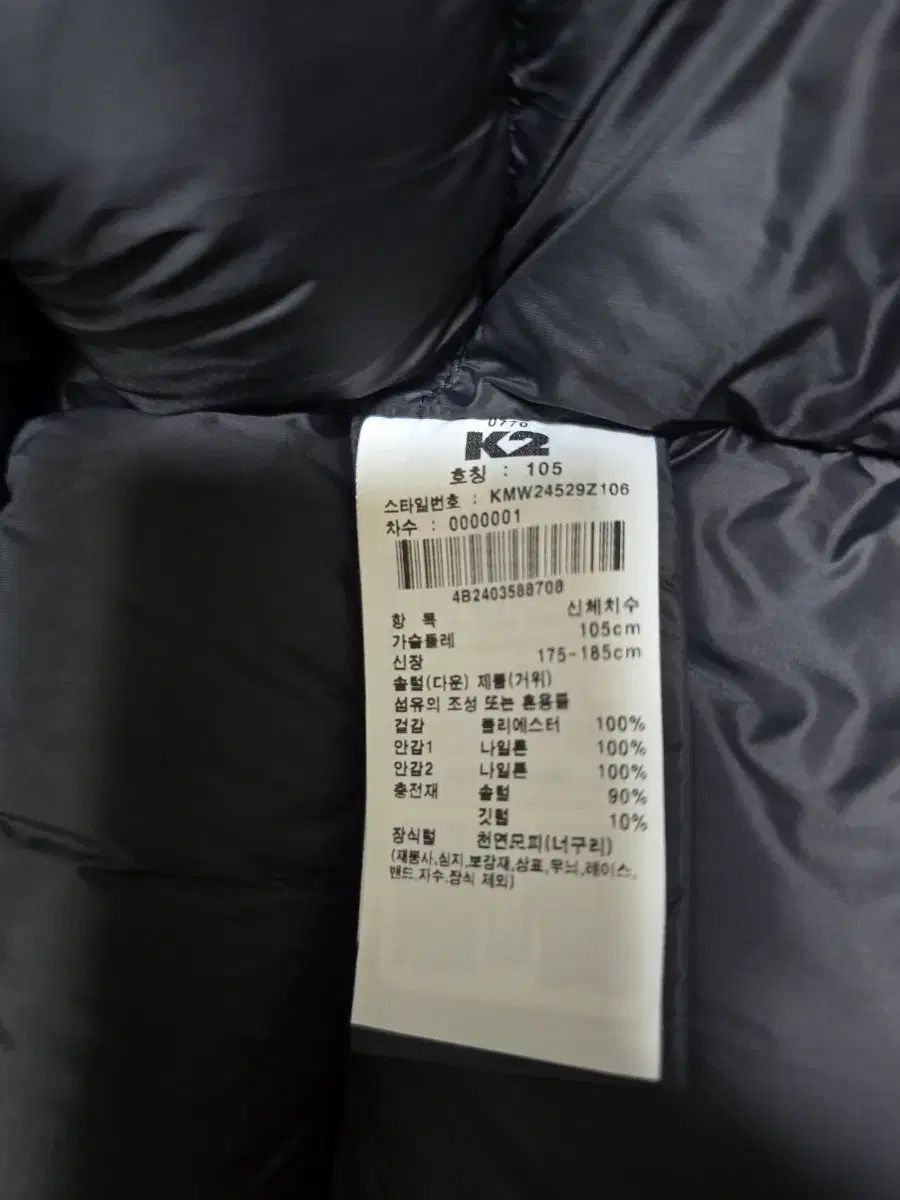 K2
호칭 : 105
스타일번호 : KMW24529Z106
차수 : 0000001
4B2403588708
항 목 신체치수
가슴둘레 105cm
신장 175-185cm
솜털(다운) 제품(거위)
섬유의 조성 또는 혼용률
겉감 폴리에스터 100%
안감1 나일론 100%
안감2 나일론 100%
충전재 솜털 90%
깃털 10%
장식털 천연모피(너구리)
(재봉사,심지,보강재,상표,무늬,레이스,
밴드,자수,장식 제외)